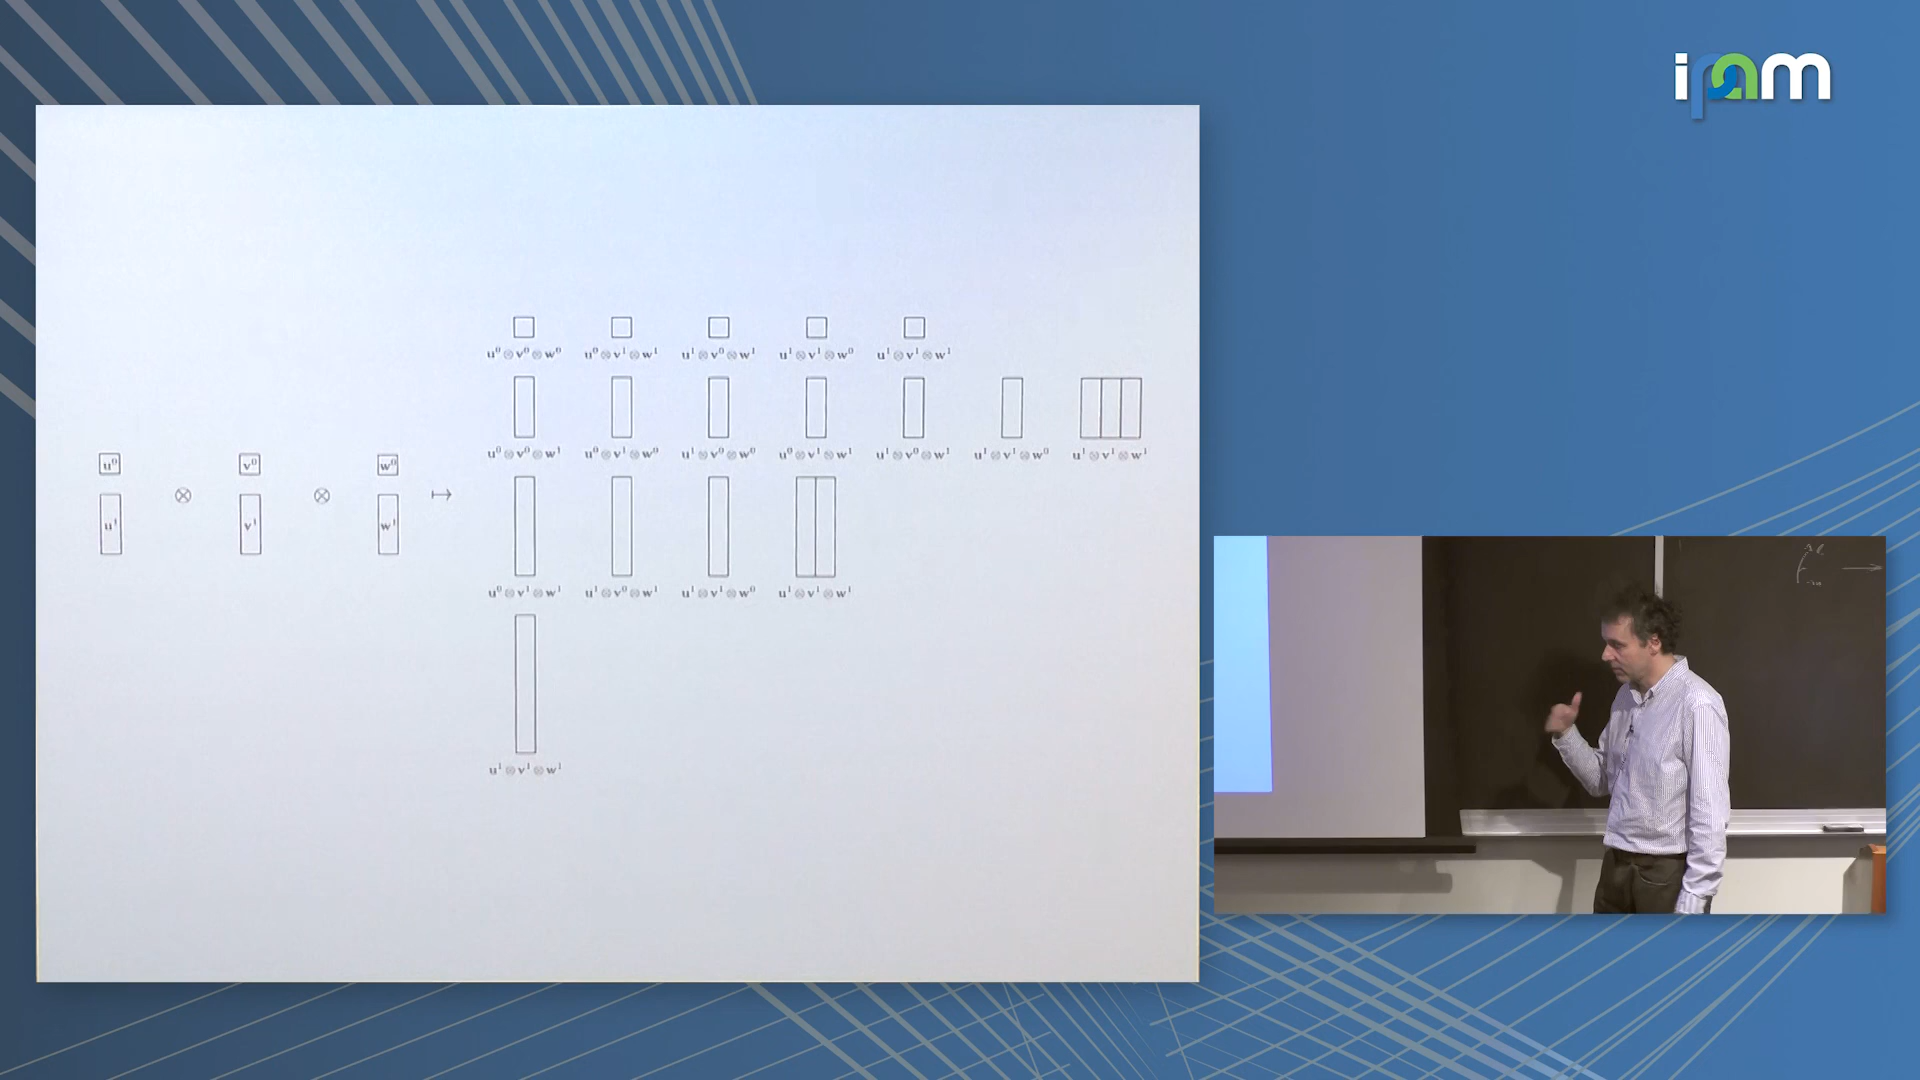 ipam
u⁰⊗v⁰⊗w⁰ u⁰⊗v¹⊗w¹ u¹⊗v⁰⊗w¹ u¹⊗v¹⊗w⁰ u¹⊗v¹⊗w¹
u⁰⊗v⁰⊗w¹ u⁰⊗v¹⊗w⁰ u¹⊗v⁰⊗w⁰ u⁰⊗v¹⊗w¹ u¹⊗v⁰⊗w¹ u¹⊗v¹⊗w⁰ u¹⊗v¹⊗w¹
u⁰ v⁰ w⁰
⊗ ⊗ ↦
u¹ v¹ w¹
u⁰⊗v¹⊗w¹ u¹⊗v⁰⊗w¹ u¹⊗v¹⊗w⁰ u¹⊗v¹⊗w¹
u¹⊗v¹⊗w¹